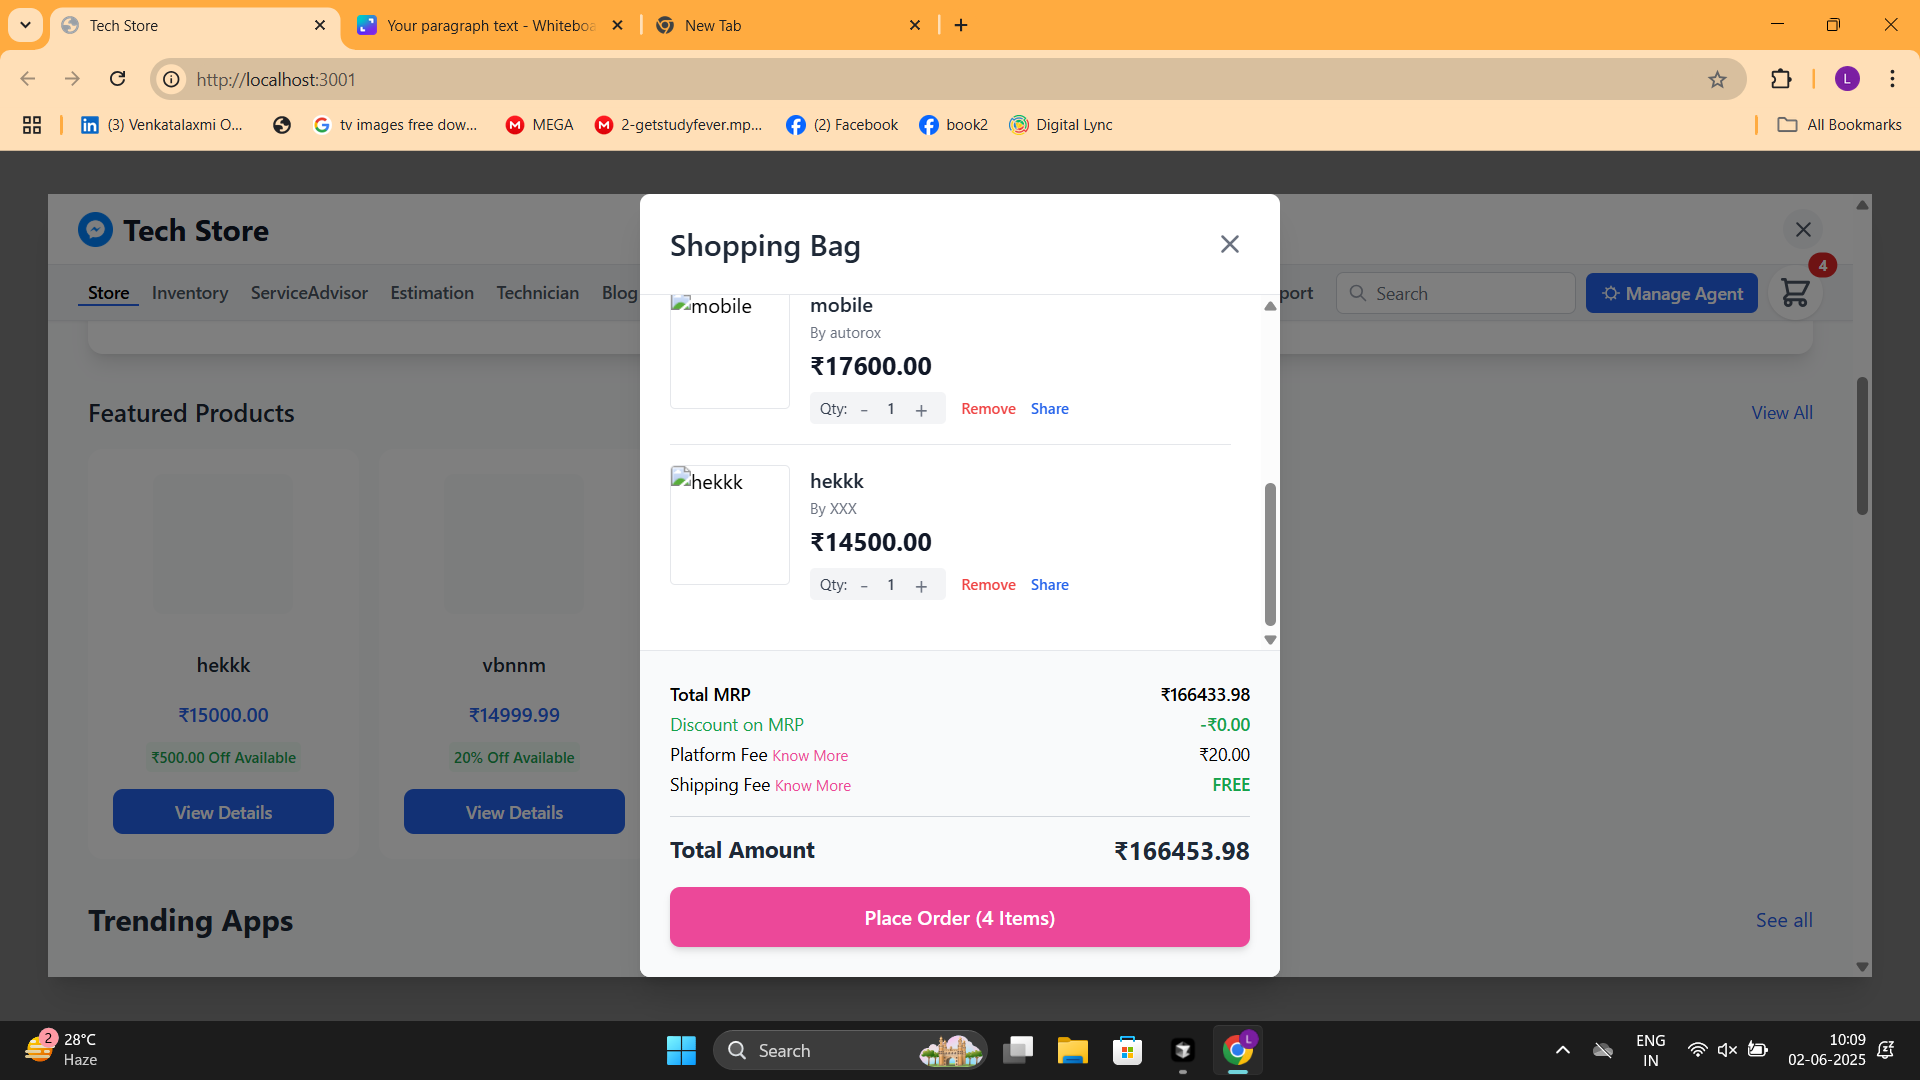 Tech Store
Your paragraph text - Whiteboa
New Tab
http://localhost:3001
L
(3) Venkatalaxmi O...
tv images free dow...
MEGA
2-getstudyfever.mp...
(2) Facebook
book2
Digital Lync
All Bookmarks
Tech Store
Store
Inventory
ServiceAdvisor
Estimation
Technician
Blog
port
Search
Manage Agent
4
Featured Products
View All
hekkk
₹15000.00
₹500.00 Off Available
View Details
vbnnm
₹14999.99
20% Off Available
View Details
Trending Apps
See all
Shopping Bag
mobile
mobile
By autorox
₹17600.00
Qty: - 1 + Remove Share
hekkk
hekkk
By XXX
₹14500.00
Qty: - 1 + Remove Share
Total MRP ₹166433.98
Discount on MRP -₹0.00
Platform Fee Know More ₹20.00
Shipping Fee Know More FREE
Total Amount ₹166453.98
Place Order (4 Items)
2
28°C
Haze
Search
L
ENG
IN
10:09
02-06-2025